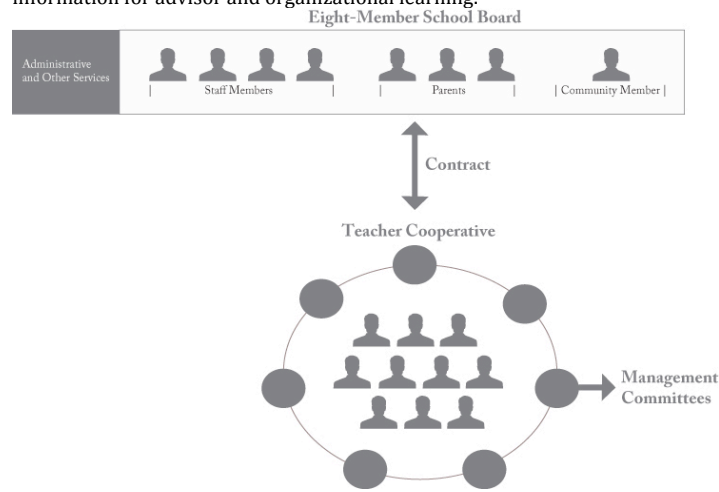 information for advisor and organizational learning.
Eight-Member School Board
Administrative
and Other Services
Staff Members
Parents
Community Member
Contract
Teacher Cooperative
Management
Committees